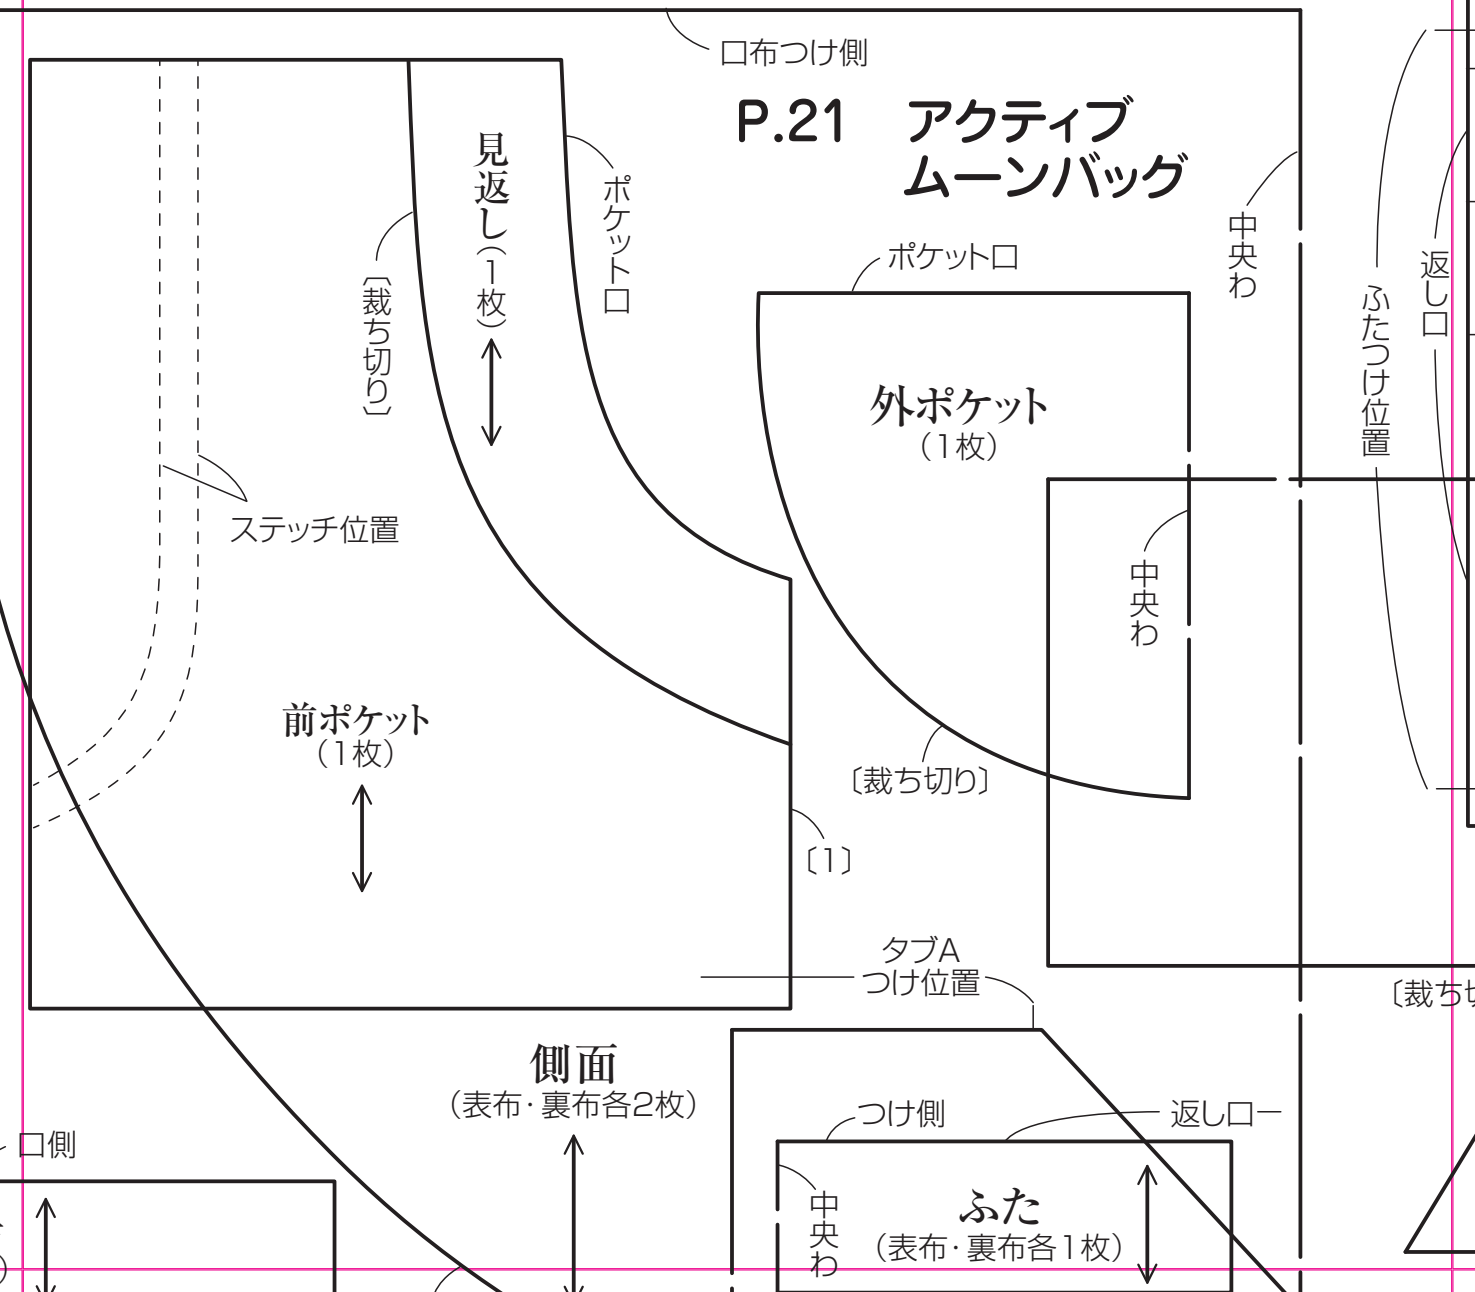 口布つけ側
P.21 アクティブ
ムーンバッグ
見返し(1枚)
ポケット口
〔裁ち切り〕
中央わ
ポケット口
返し口
ふたつけ位置
外ポケット
(1枚)
ステッチ位置
中央わ
前ポケット
(1枚)
〔裁ち切り〕
〔1〕
タブA
つけ位置
〔裁ち切
側面
(表布・裏布各2枚)
口側
つけ側
返し口
中央わ
ふた
(表布・裏布各1枚)